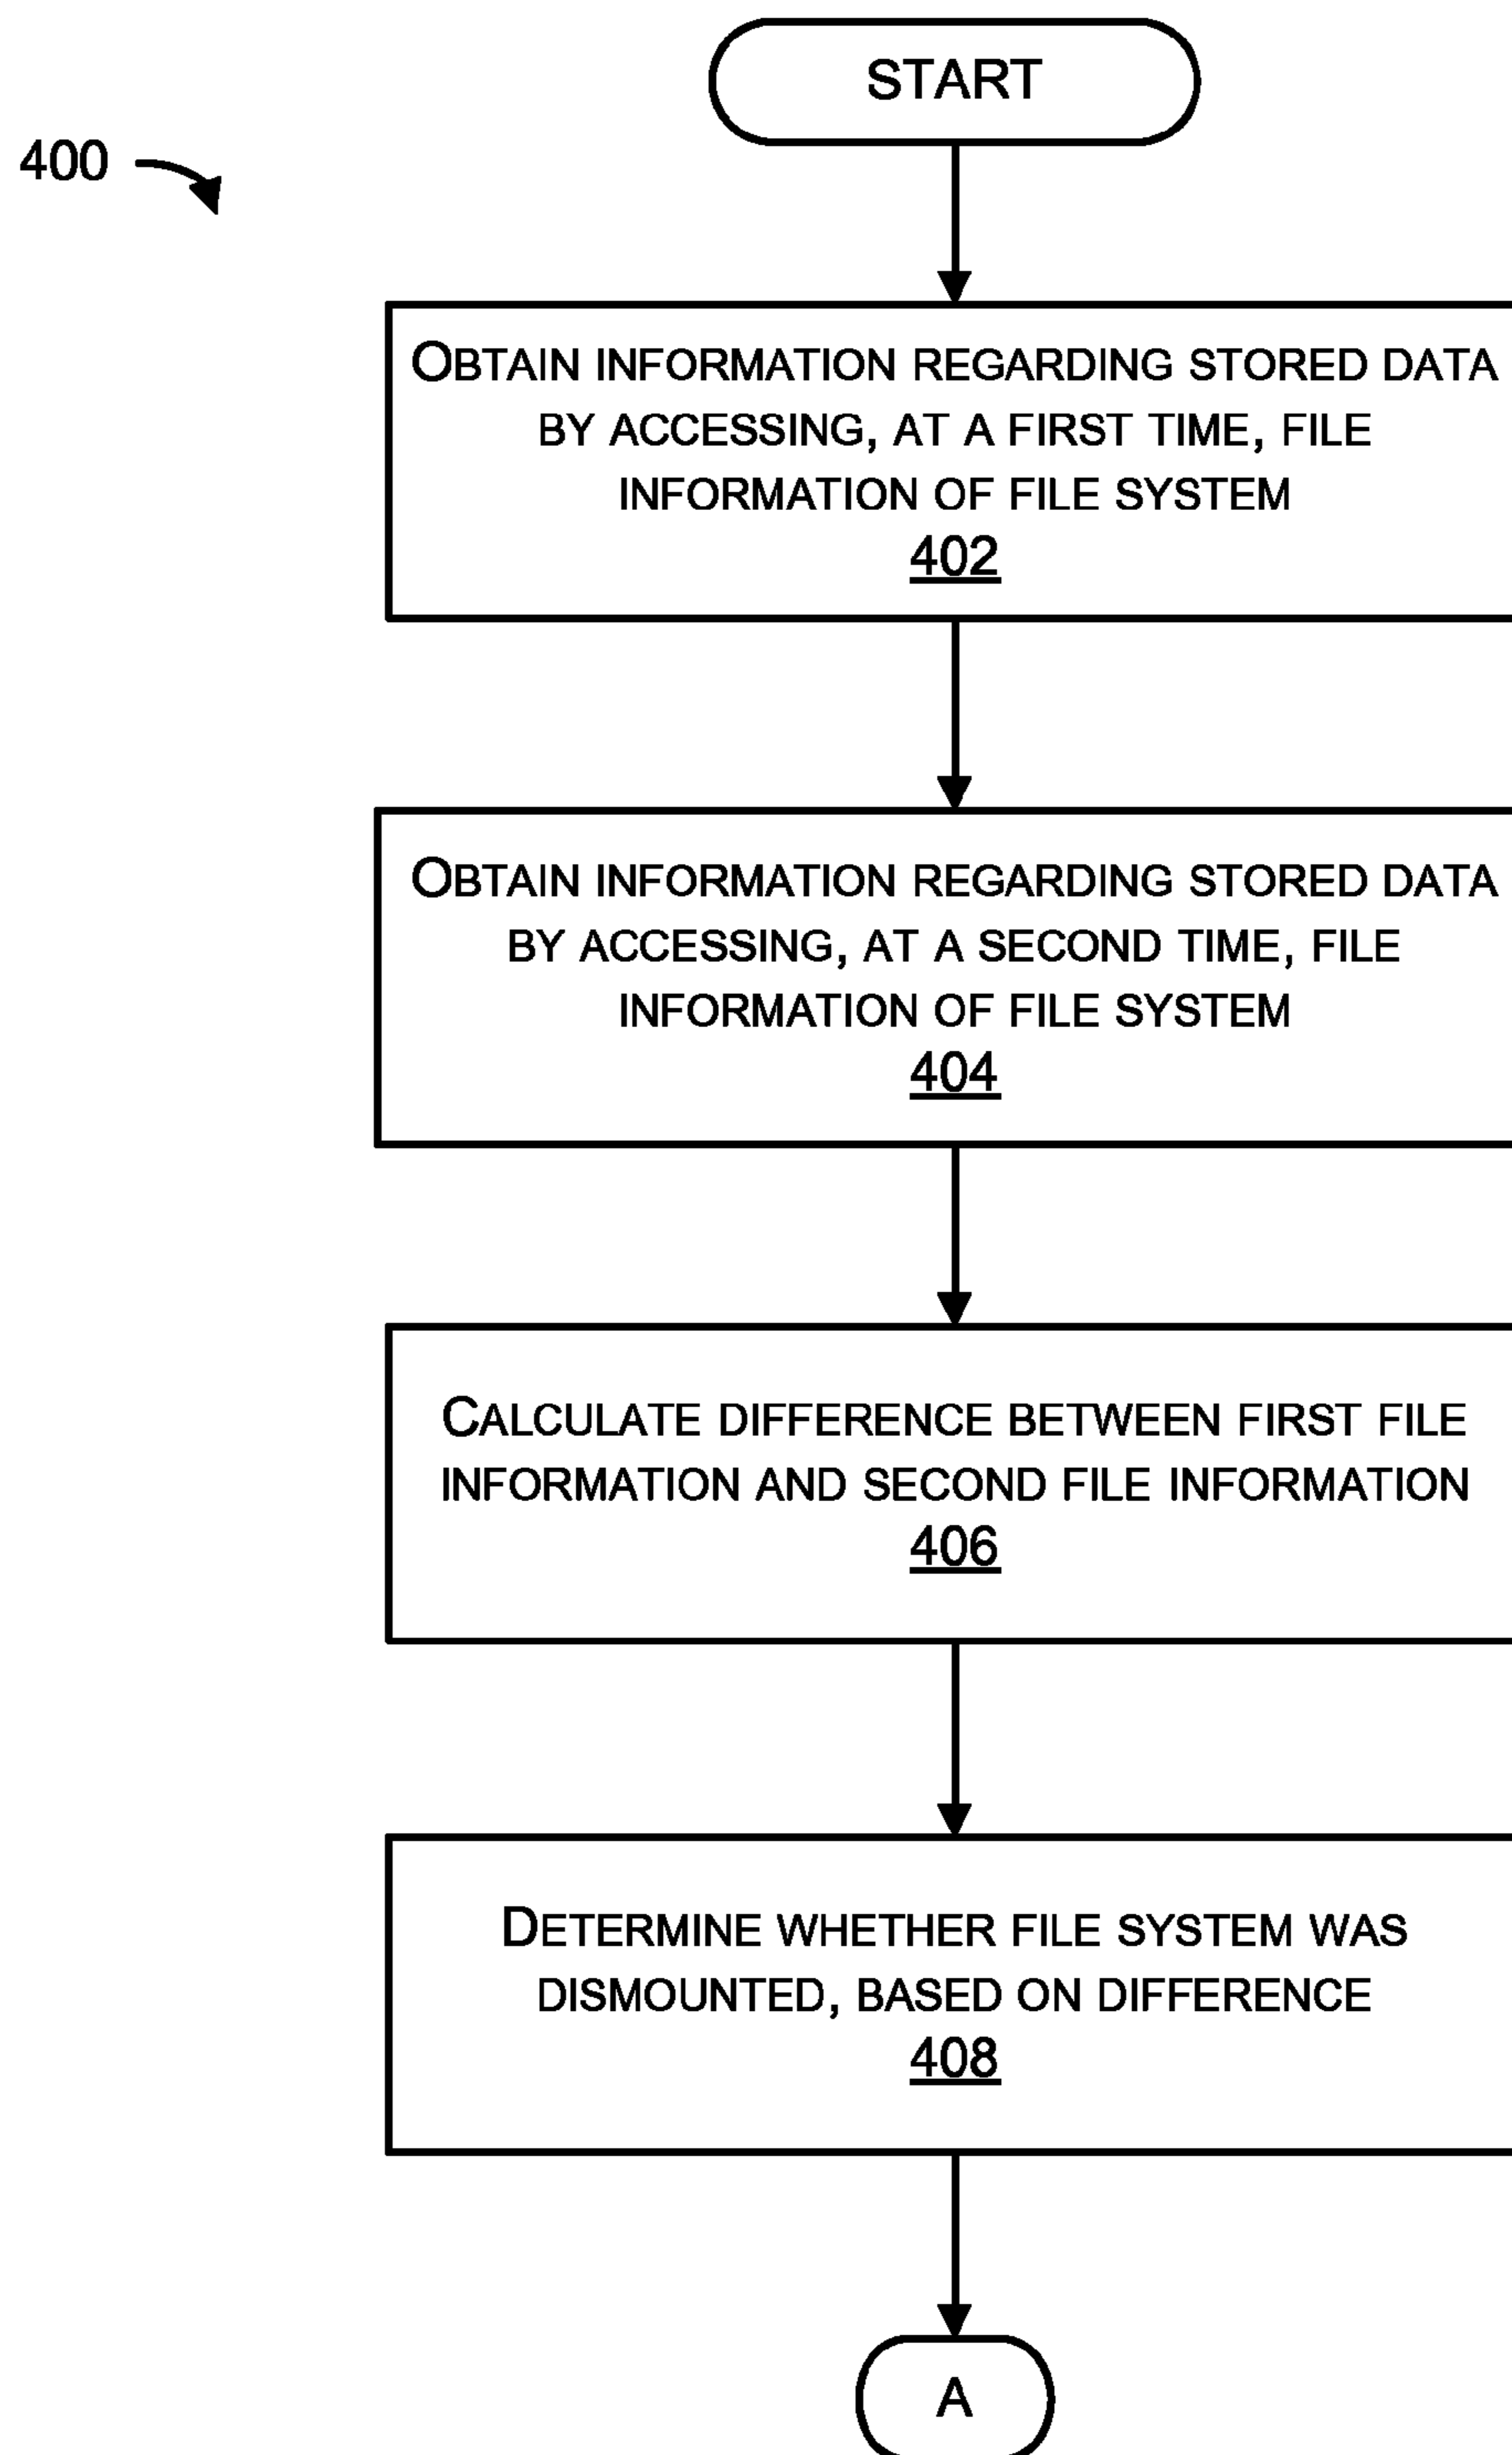 START
400
OBTAIN INFORMATION REGARDING STORED DATA
BY ACCESSING, AT A FIRST TIME, FILE
INFORMATION OF FILE SYSTEM
402
OBTAIN INFORMATION REGARDING STORED DATA
BY ACCESSING, AT A SECOND TIME, FILE
INFORMATION OF FILE SYSTEM
404
CALCULATE DIFFERENCE BETWEEN FIRST FILE
INFORMATION AND SECOND FILE INFORMATION
406
DETERMINE WHETHER FILE SYSTEM WAS
DISMOUNTED, BASED ON DIFFERENCE
408
A